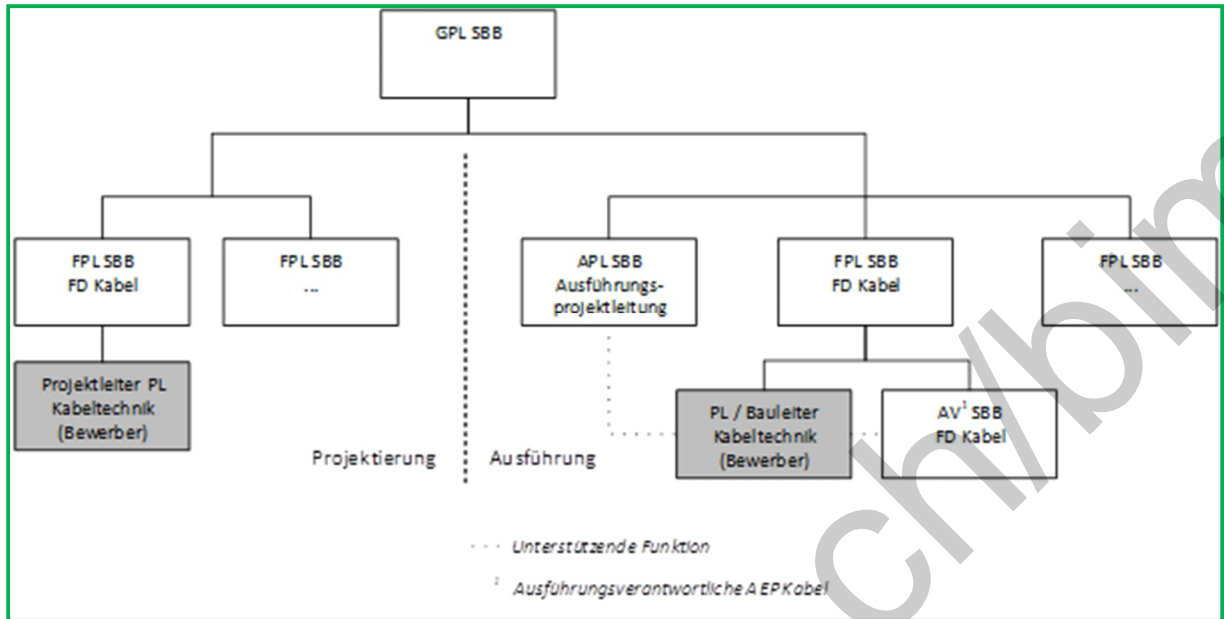 GPL SBB
FPL SBB
FD Kabel
FPL SBB
...
APL SBB
Ausführungs-
projektleitung
FPL SBB
FD Kabel
FPL SBB
...
Projektleiter PL
Kabeltechnik
(Bewerber)
PL / Bauleiter
Kabeltechnik
(Bewerber)
AV¹ SBB
FD Kabel
Projektierung
Ausführung
Unterstützende Funktion
¹ Ausführungsverantwortliche AEP Kabel
ch/bim